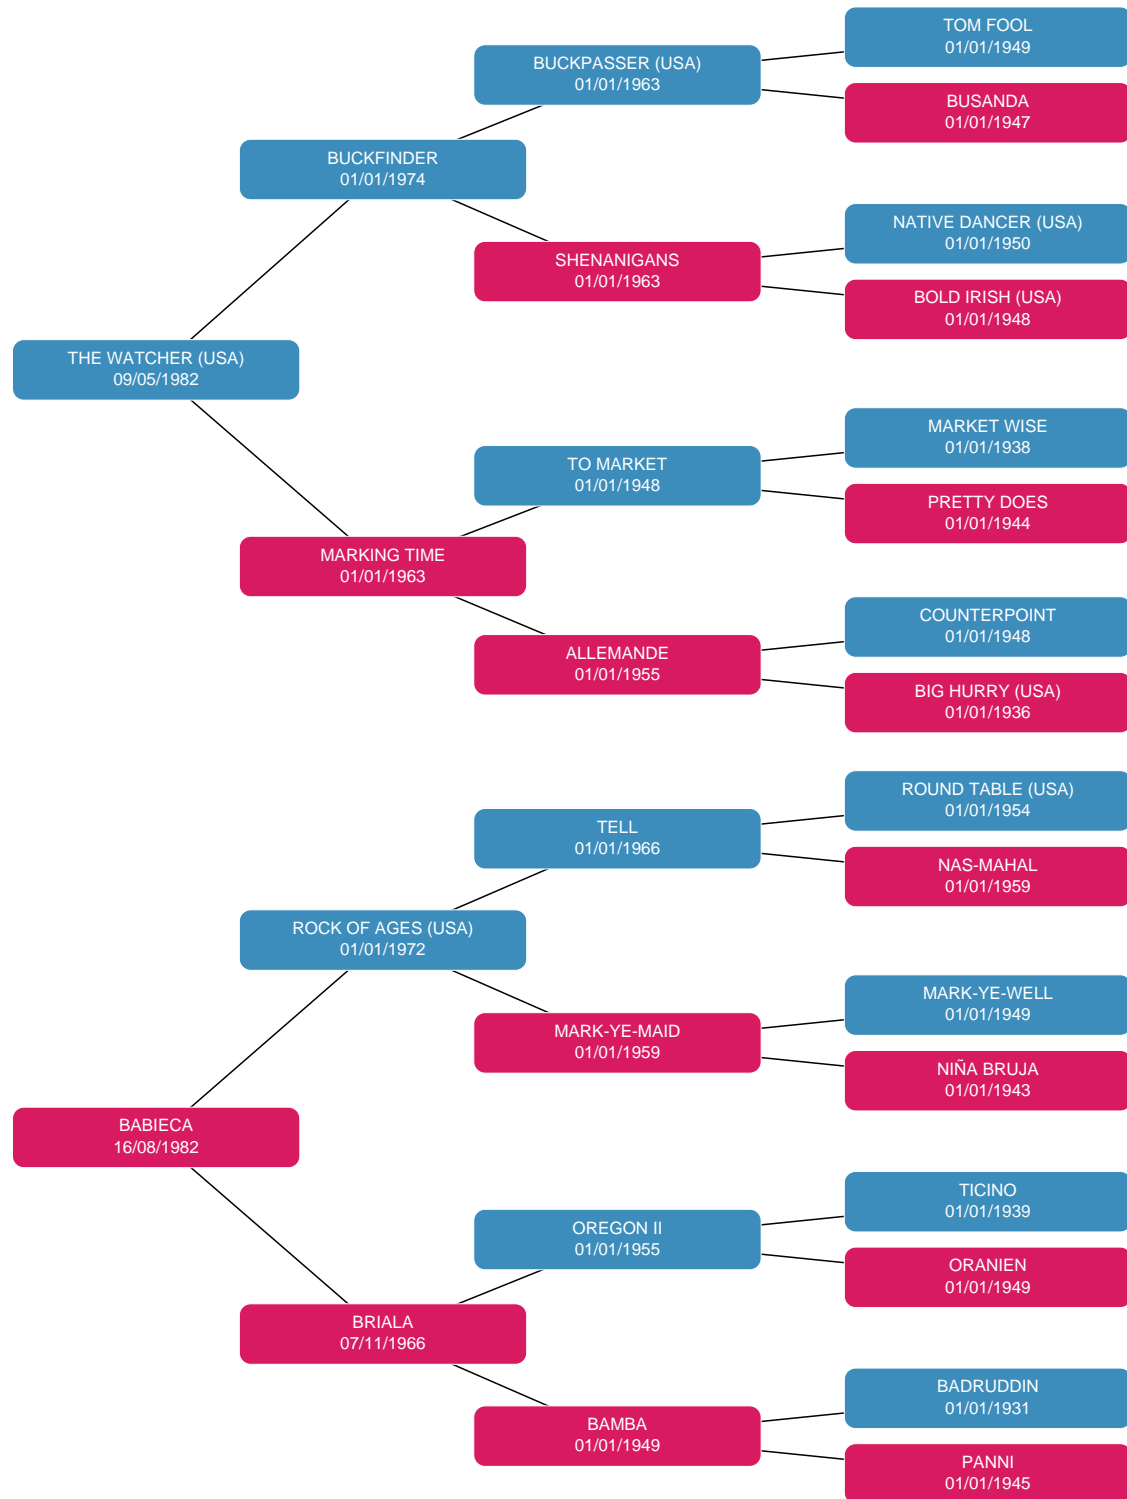 TOM FOOL
01/01/1949
BUCKPASSER (USA)
01/01/1963
BUSANDA
01/01/1947
BUCKFINDER
01/01/1974
NATIVE DANCER (USA)
01/01/1950
SHENANIGANS
01/01/1963
BOLD IRISH (USA)
01/01/1948
THE WATCHER (USA)
09/05/1982
MARKET WISE
01/01/1938
TO MARKET
01/01/1948
PRETTY DOES
01/01/1944
MARKING TIME
01/01/1963
COUNTERPOINT
01/01/1948
ALLEMANDE
01/01/1955
BIG HURRY (USA)
01/01/1936
ROUND TABLE (USA)
01/01/1954
TELL
01/01/1966
NAS-MAHAL
01/01/1959
ROCK OF AGES (USA)
01/01/1972
MARK-YE-WELL
01/01/1949
MARK-YE-MAID
01/01/1959
NIÑA BRUJA
01/01/1943
BABIECA
16/08/1982
TICINO
01/01/1939
OREGON II
01/01/1955
ORANIEN
01/01/1949
BRIALA
07/11/1966
BADRUDDIN
01/01/1931
BAMBA
01/01/1949
PANNI
01/01/1945